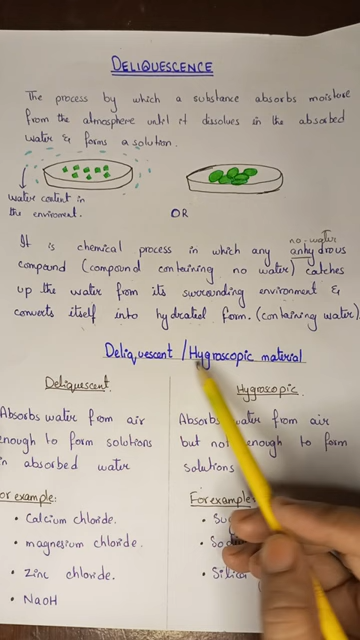 DELIQUESCENCE
The process by which a substance absorbs moisture
from the atmosphere until it dissolves in the absorbed
water & forms a solution.
water content in
the enviroment.
OR
no water
It is chemical process in which any anhydrous
compound (compound containing no water) catches
up the water from its surrounding environment &
converts itself into hydrated form. (containing water)
Deliquescent / Hygroscopic material
Deliquescent
Absorbs water from air
enough to form solutions
in absorbed water
For example:
• Calcium chloride.
• magnesium chloride.
• Zinc chloride.
• NaOH
Hygroscopic
Absorbs water from air
but not enough to form
solutions
For example